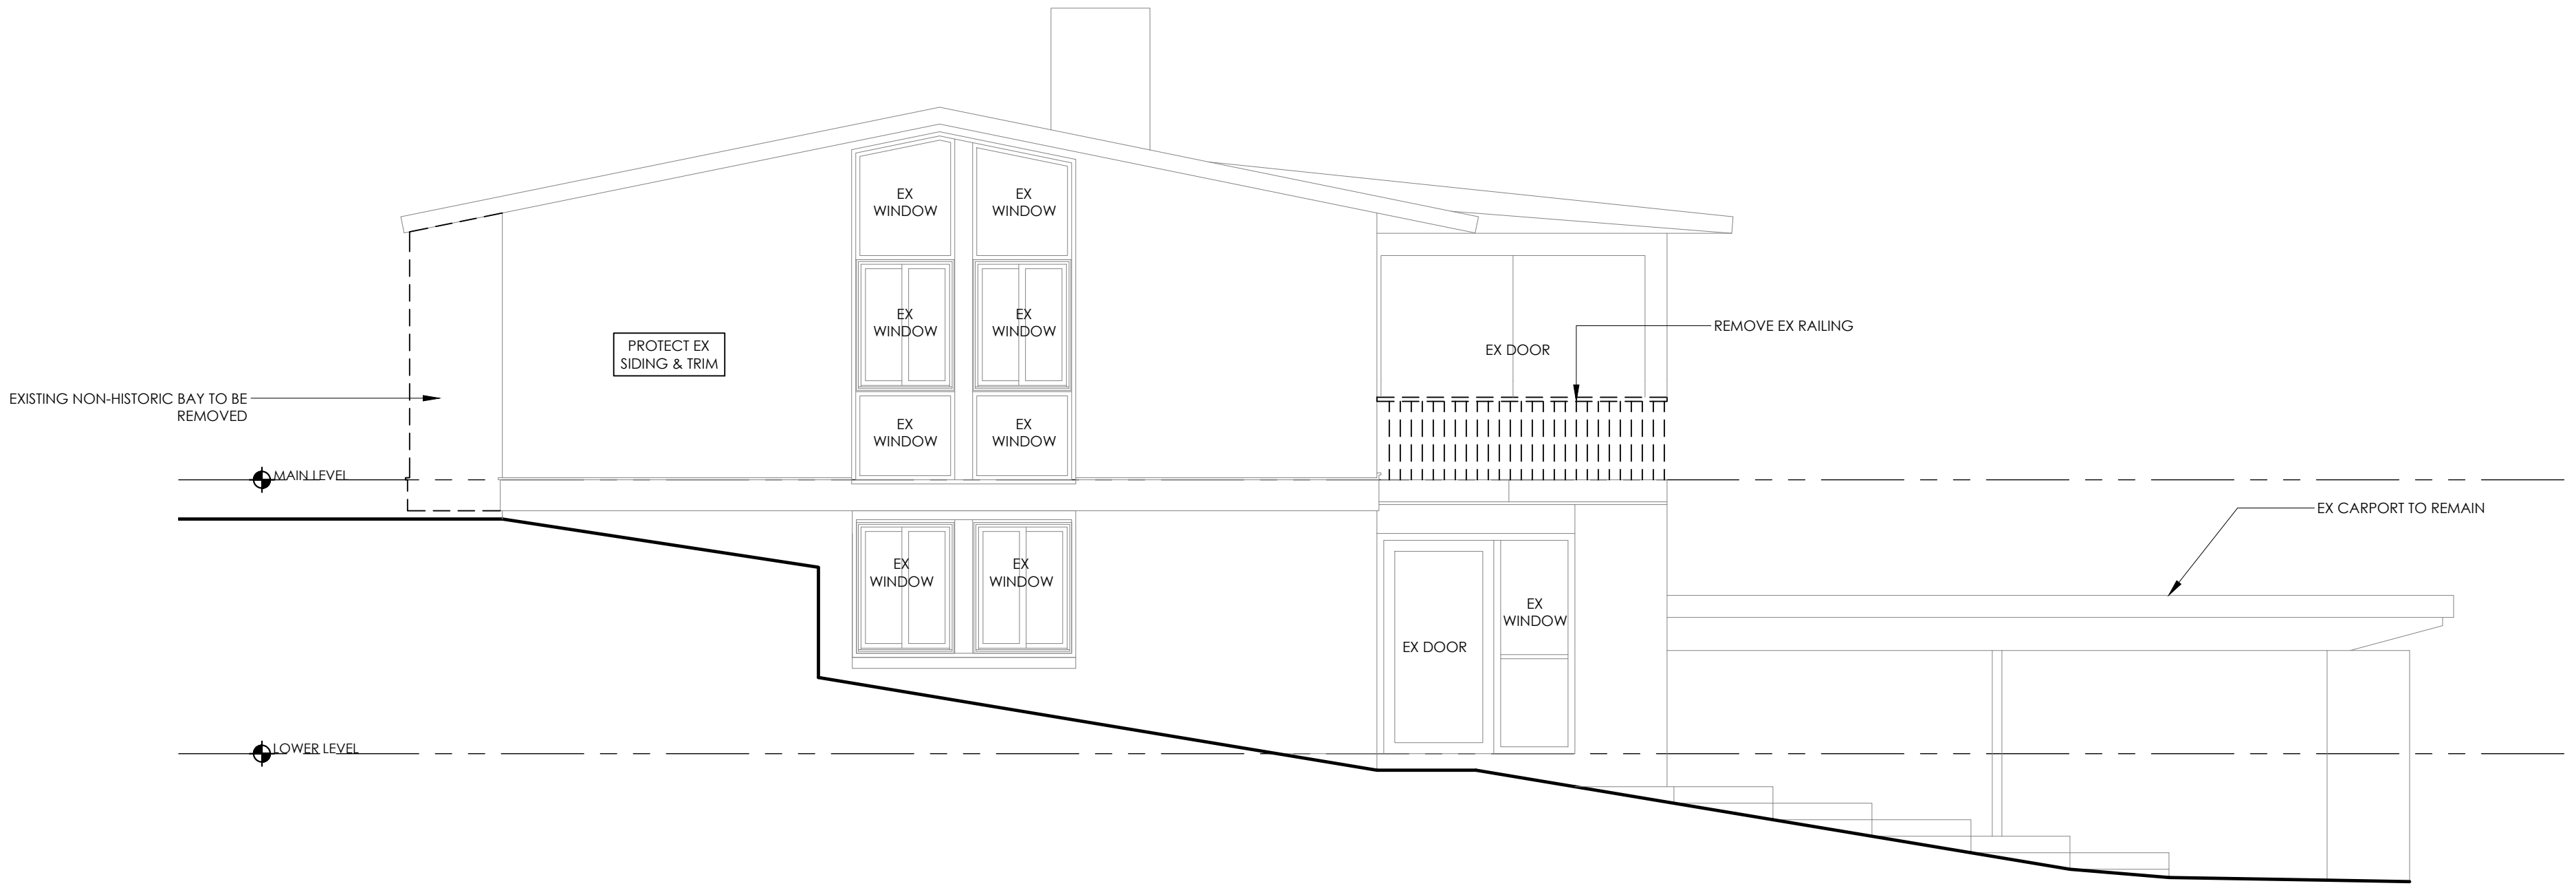 EX
WINDOW
EX
WINDOW
EX
WINDOW
EX
WINDOW
REMOVE EX RAILING
PROTECT EX
SIDING & TRIM
EX DOOR
EXISTING NON-HISTORIC BAY TO BE
REMOVED
EX
WINDOW
EX
WINDOW
MAIN LEVEL
EX CARPORT TO REMAIN
EX
WINDOW
EX
WINDOW
EX
WINDOW
EX DOOR
LOWER LEVEL